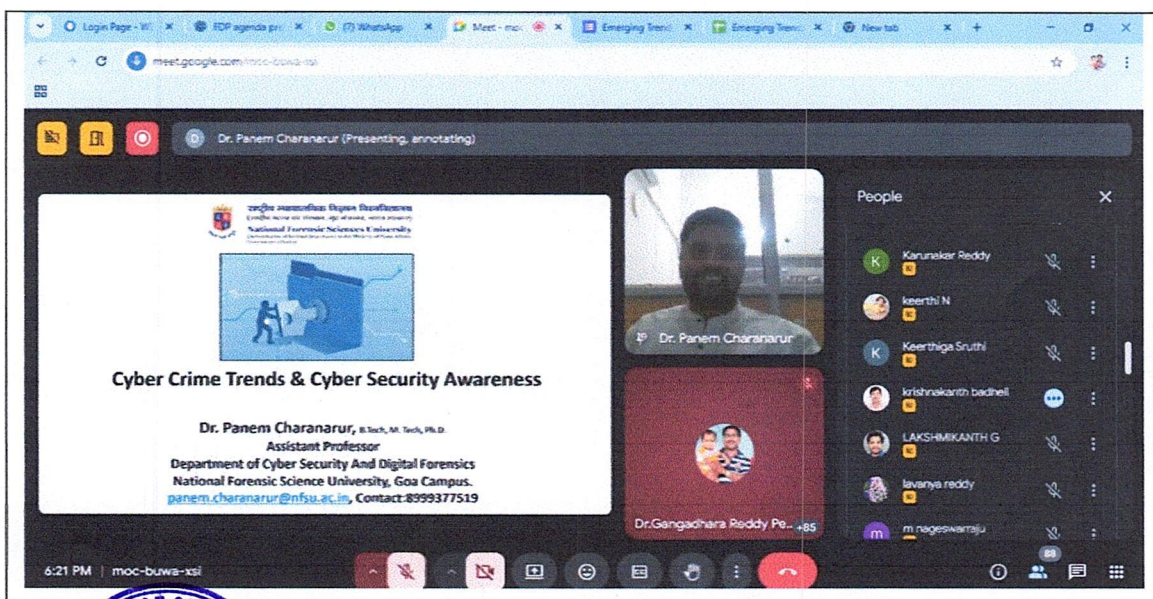 Login Page - W
FDP agenda pr
(7) WhatsApp
Meet - moc
Emerging Trend
Emerging Trend
New tab
meet.google.com/moc-buwa-xsi
D
Dr. Panem Charanarur (Presenting, annotating)
राष्ट्रीय न्यायालयिक विज्ञान विश्वविद्यालय
National Forensic Sciences University
Cyber Crime Trends & Cyber Security Awareness
Dr. Panem Charanarur, B.Tech, M. Tech, Ph.D.
Assistant Professor
Department of Cyber Security And Digital Forensics
National Forensic Science University, Goa Campus.
panem.charanarur@nfsu.ac.in, Contact:8999377519
Dr. Panem Charanarur
Dr.Gangadhara Reddy Pe... +85
People
K
Karunakar Reddy
keerthi N
K
Keerthiga Sruthi
krishnakanth badhell
LAKSHMIKANTH G
lavanya reddy
m
m nageswarraju
88
6:21 PM | moc-buwa-xsi